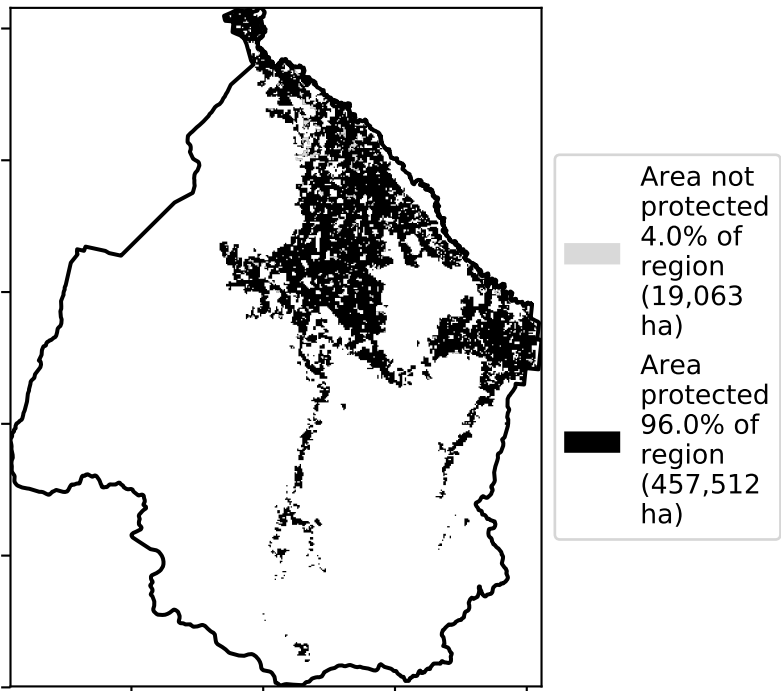 Area not
protected
4.0% of
region
(19,063
ha)
Area
protected
96.0% of
region
(457,512
ha)